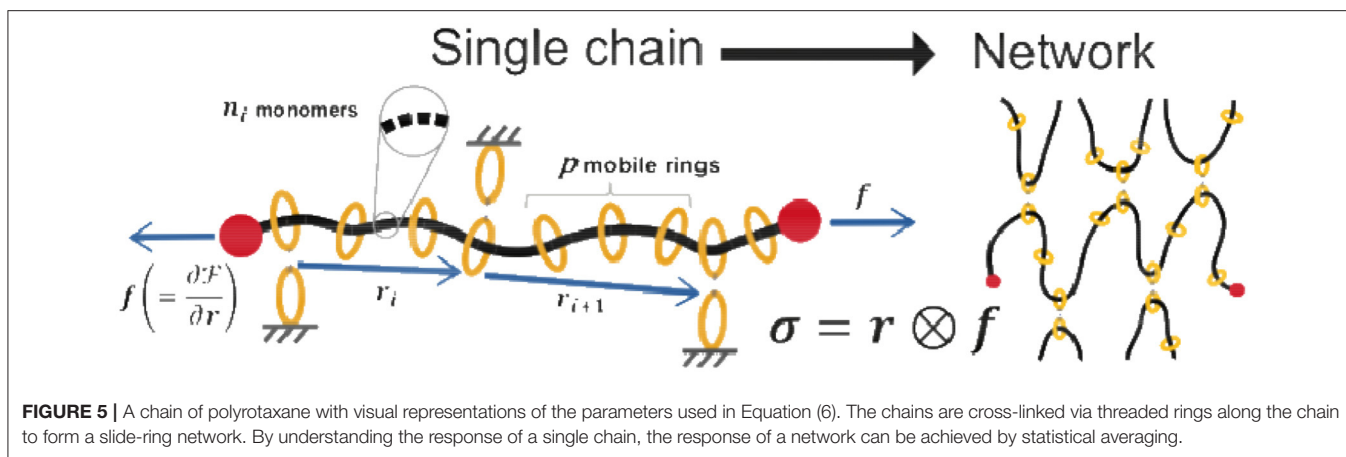 Single chain Network
n_i monomers
p mobile rings
f
f(= ∂ℱ/∂r)
r_i
r_{i+1}
σ = r ⊗ f
FIGURE 5 | A chain of polyrotaxane with visual representations of the parameters used in Equation (6). The chains are cross-linked via threaded rings along the chain
to form a slide-ring network. By understanding the response of a single chain, the response of a network can be achieved by statistical averaging.